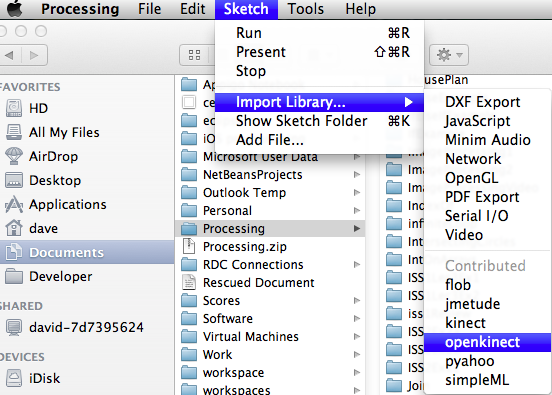 Processing File Edit Sketch Tools Help
Run ⌘R
Present ⇧⌘R
Stop
Import Library...
Show Sketch Folder ⌘K
Add File...
DXF Export
JavaScript
Minim Audio
Network
OpenGL
PDF Export
Serial I/O
Video
Contributed
flob
jmetude
kinect
openkinect
pyahoo
simpleML
FAVORITES
HD
All My Files
AirDrop
Desktop
Applications
dave
Documents
Developer
SHARED
david-7d7395624
DEVICES
iDisk
Microsoft User Data
NetBeansProjects
Outlook Temp
Personal
Processing
Processing.zip
RDC Connections
Rescued Document
Scores
Software
Virtual Machines
Work
workspace
workspaces